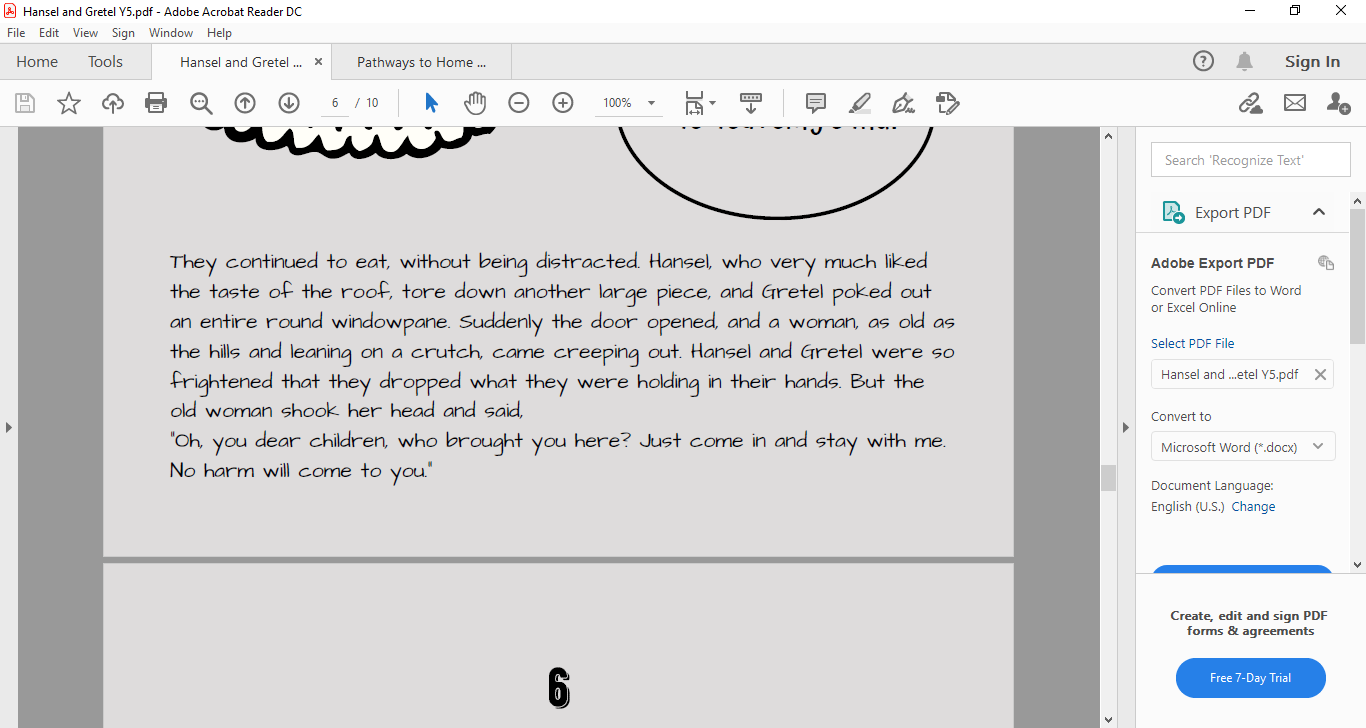 Hansel and Gretel Y5.pdf - Adobe Acrobat Reader DC
File Edit View Sign Window Help
Home Tools Hansel and Gretel ... × Pathways to Home ... Sign In
6 / 10 100%
They continued to eat, without being distracted. Hansel, who very much liked
the taste of the roof, tore down another large piece, and Gretel poked out
an entire round windowpane. Suddenly the door opened, and a woman, as old as
the hills and leaning on a crutch, came creeping out. Hansel and Gretel were so
frightened that they dropped what they were holding in their hands. But the
old woman shook her head and said,
"Oh, you dear children, who brought you here? Just come in and stay with me.
No harm will come to you."
6
Search 'Recognize Text'
Export PDF
Adobe Export PDF
Convert PDF Files to Word
or Excel Online
Select PDF File
Hansel and ...etel Y5.pdf
Convert to
Microsoft Word (*.docx)
Document Language:
English (U.S.) Change
Create, edit and sign PDF
forms & agreements
Free 7-Day Trial